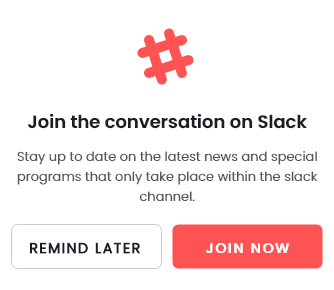 Join the conversation on Slack
Stay up to date on the latest news and special
programs that only take place within the slack
channel.
REMIND LATER
JOIN NOW